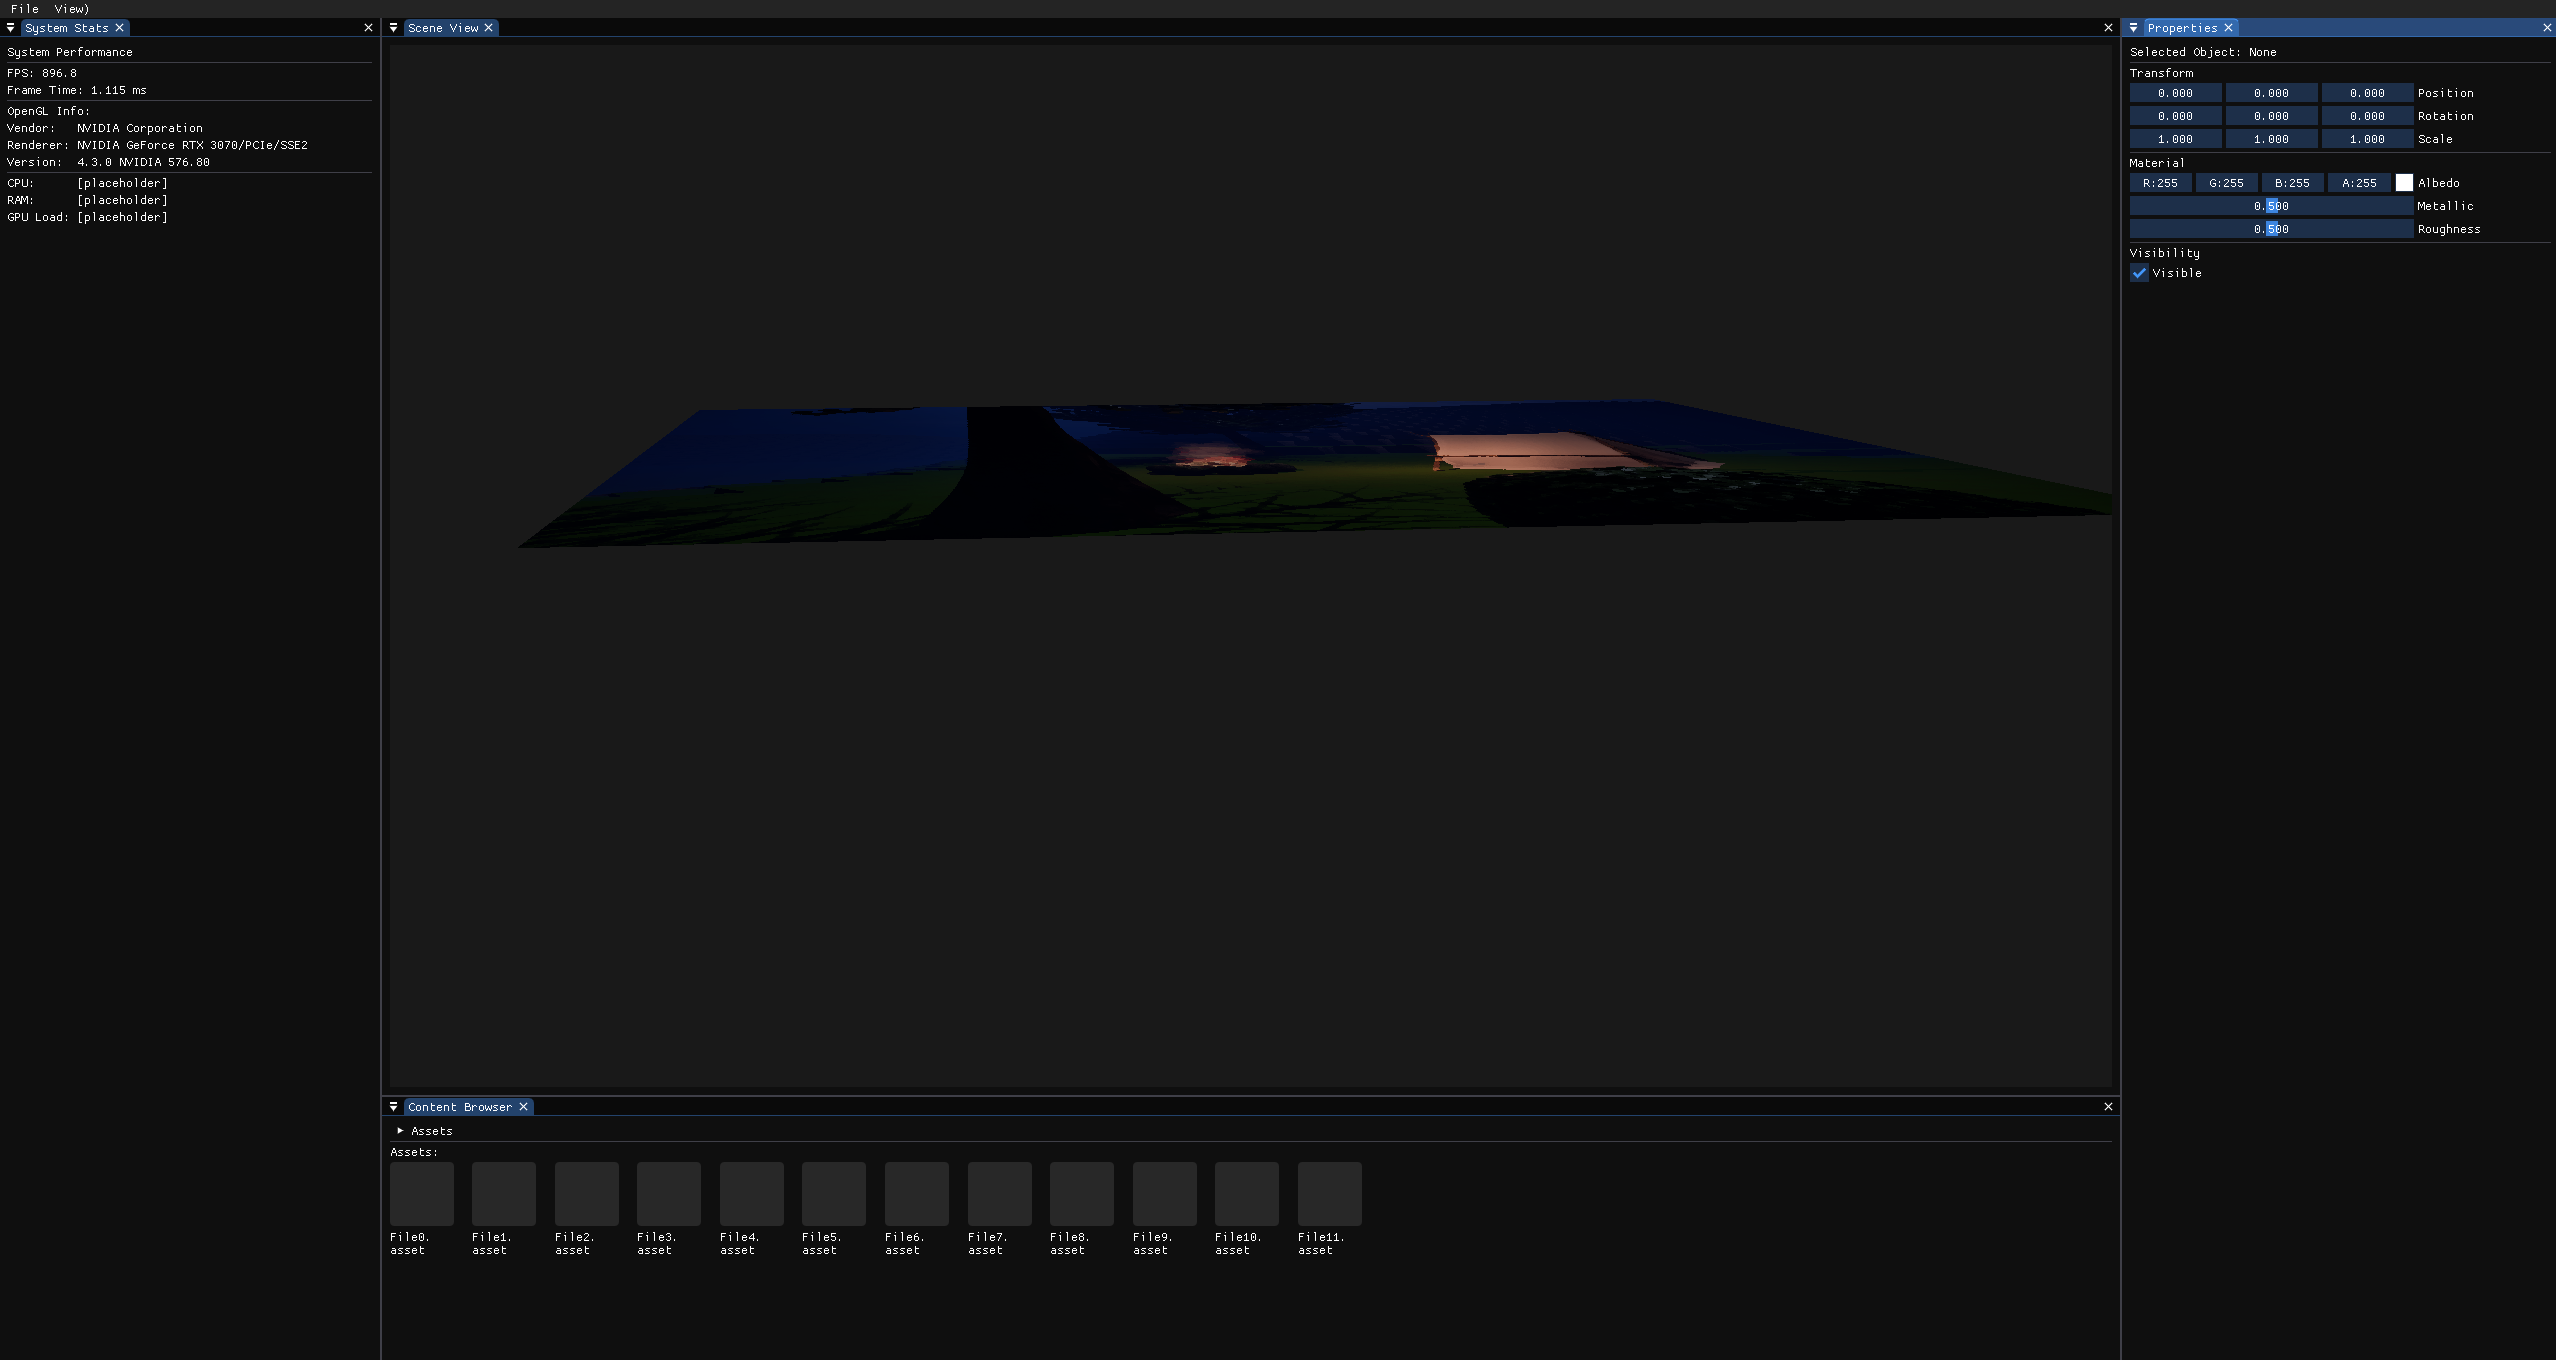 File View)
System Stats
System Performance
FPS: 896.8
Frame Time: 1.115 ms
OpenGL Info:
Vendor: NVIDIA Corporation
Renderer: NVIDIA GeForce RTX 3070/PCIe/SSE2
Version: 4.3.0 NVIDIA 576.80
CPU: [placeholder]
RAM: [placeholder]
GPU Load: [placeholder]
Scene View
Content Browser
Assets
Assets:
File0. File1. File2. File3. File4. File5. File6. File7. File8. File9. File10. File11.
asset asset asset asset asset asset asset asset asset asset asset asset
Properties
Selected Object: None
Transform
0.000 0.000 0.000 Position
0.000 0.000 0.000 Rotation
1.000 1.000 1.000 Scale
Material
R:255 G:255 B:255 A:255 Albedo
0.500 Metallic
0.500 Roughness
Visibility
Visible